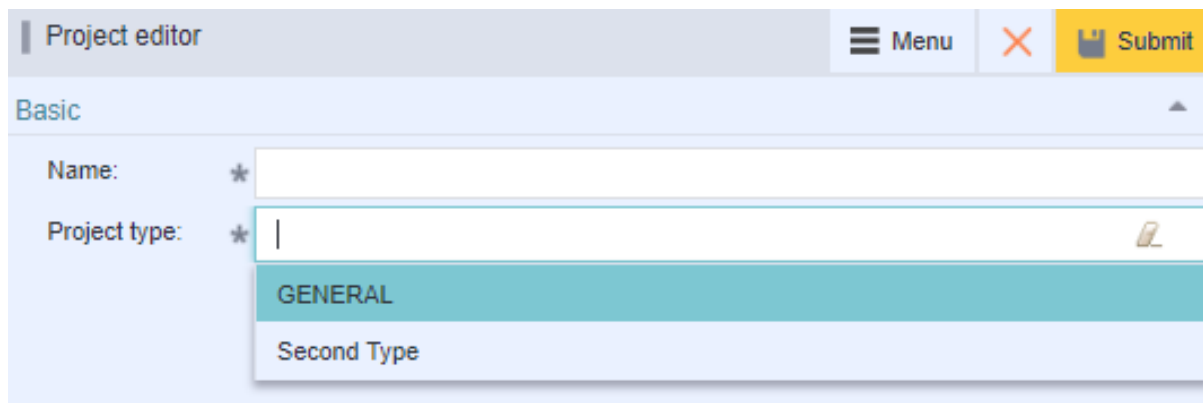 Project editor
Menu
Submit
Basic
Name: *
Project type: *
GENERAL
Second Type